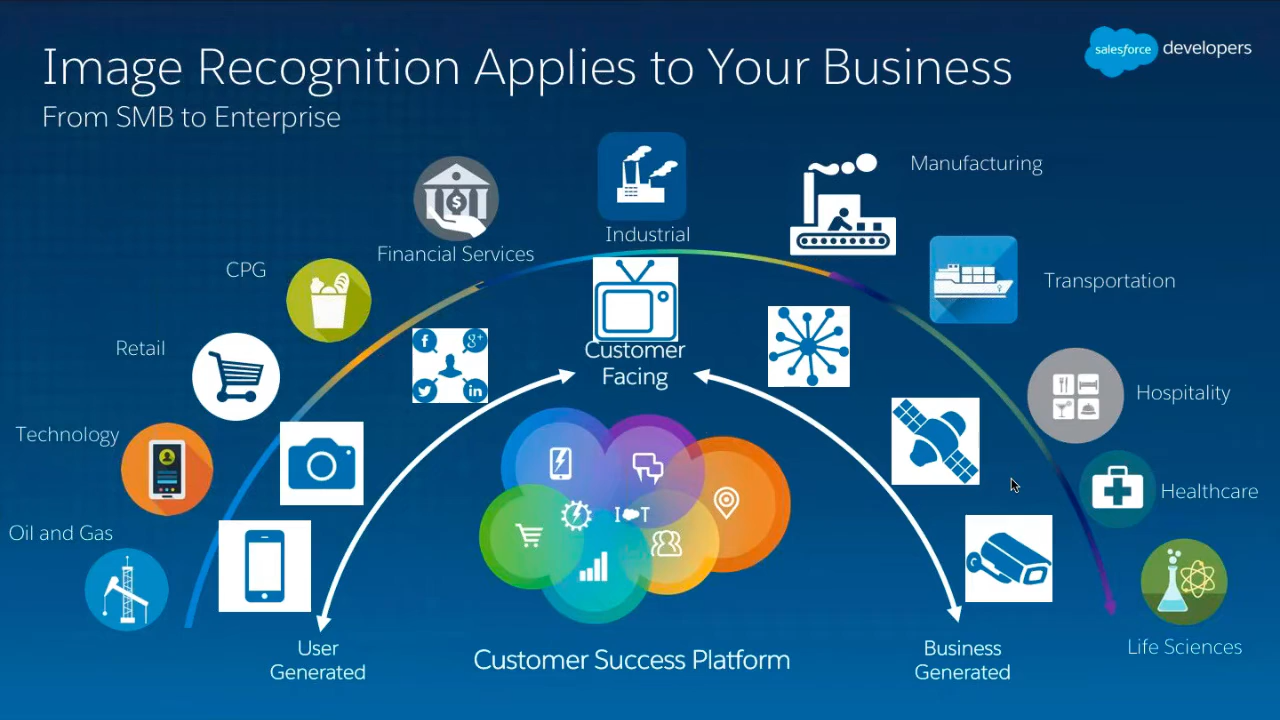 Image Recognition Applies to Your Business
salesforce developers
From SMB to Enterprise
Manufacturing
Industrial
Financial Services
CPG
Transportation
Retail
f
g+
in
Customer
Facing
Hospitality
Technology
Healthcare
IoT
Oil and Gas
User
Generated
Customer Success Platform
Business
Generated
Life Sciences